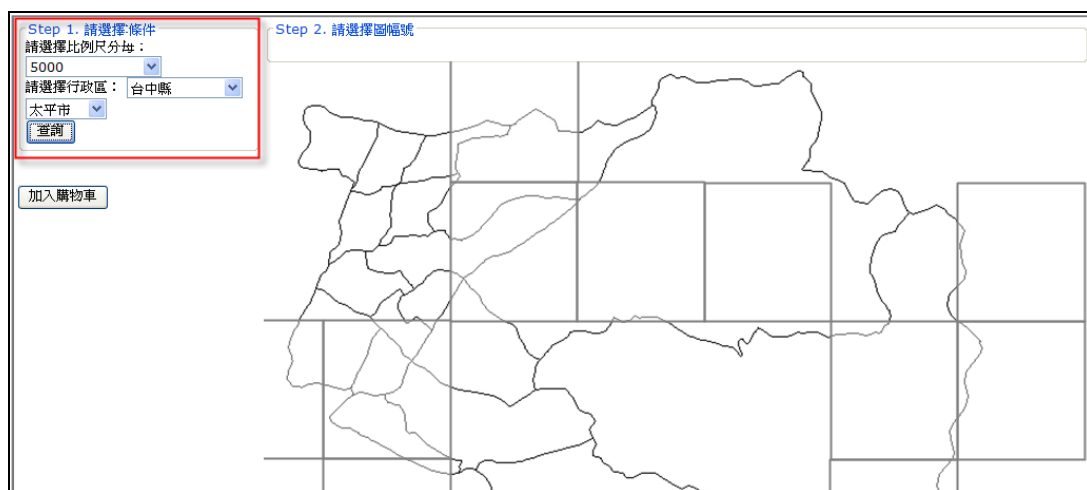 Step 1. 請選擇條件
請選擇比例尺分母：
5000
請選擇行政區： 台中縣
太平市
查詢
加入購物車
Step 2. 請選擇圖幅號